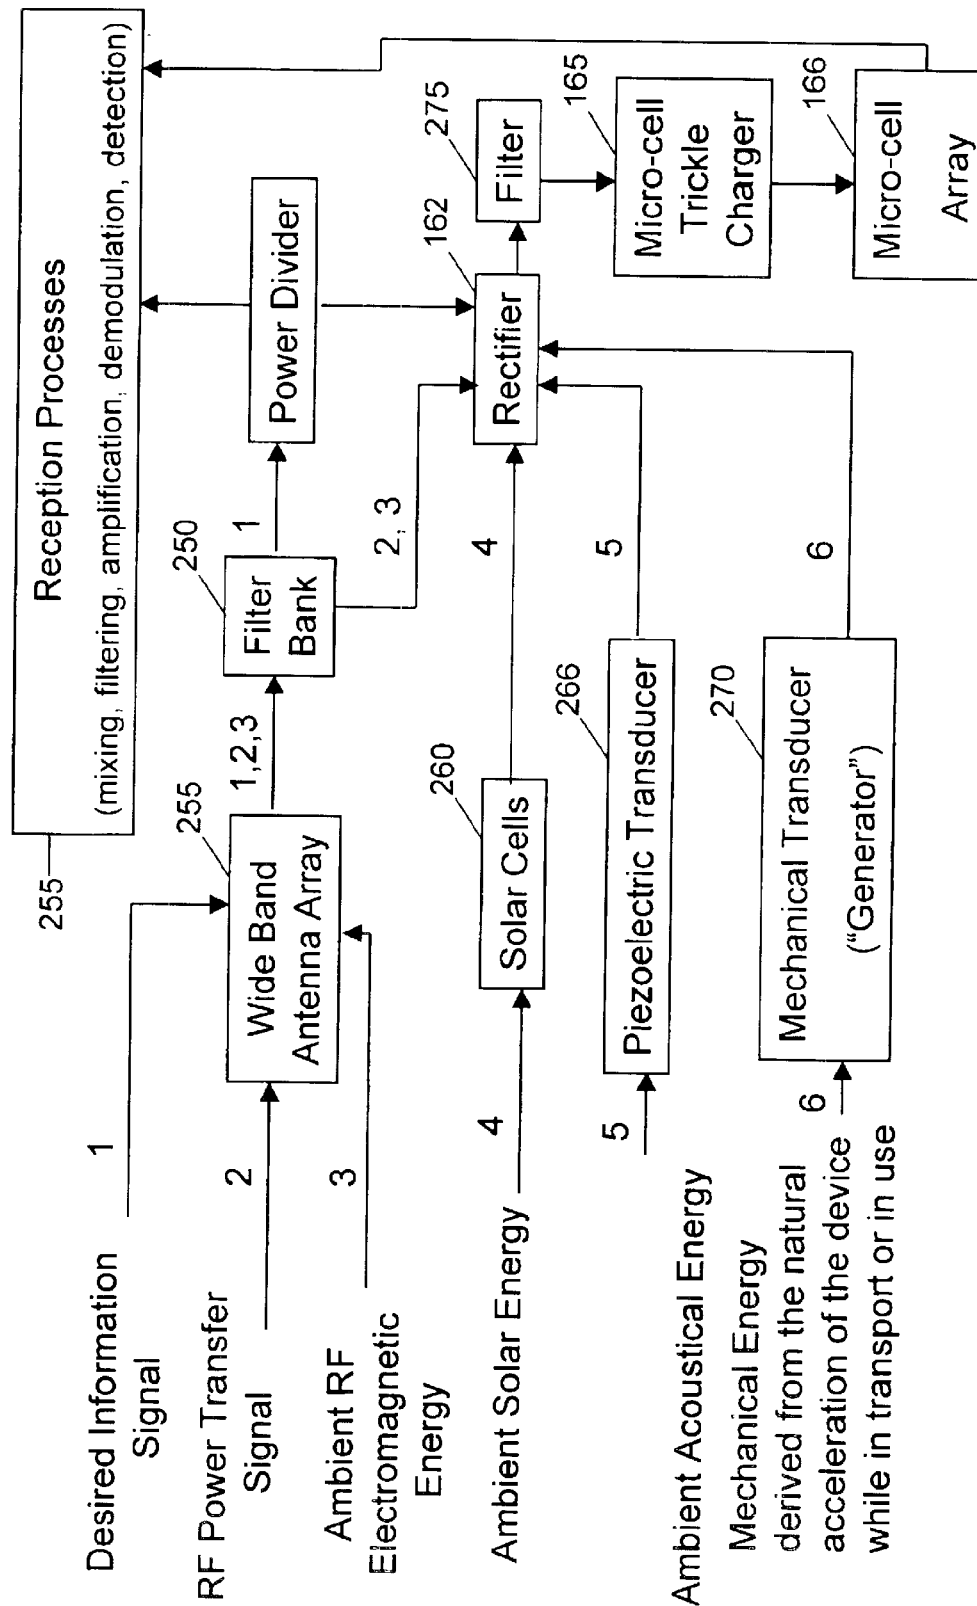 Reception Processes
(mixing, filtering, amplification, demodulation, detection)
255
Desired Information
Signal
1
RF Power Transfer
Signal
2
Ambient RF
Electromagnetic
Energy
3
Wide Band
Antenna Array
255
1,2,3
Filter
Bank
250
1
Power Divider
2, 3
Ambient Solar Energy
4
Solar Cells
260
4
Rectifier
162
Filter
275
Ambient Acoustical Energy
5
Piezoelectric Transducer
266
5
Micro-cell
Trickle
Charger
165
Mechanical Energy
derived from the natural
acceleration of the device
while in transport or in use
6
Mechanical Transducer
("Generator")
270
6
Micro-cell
Array
166